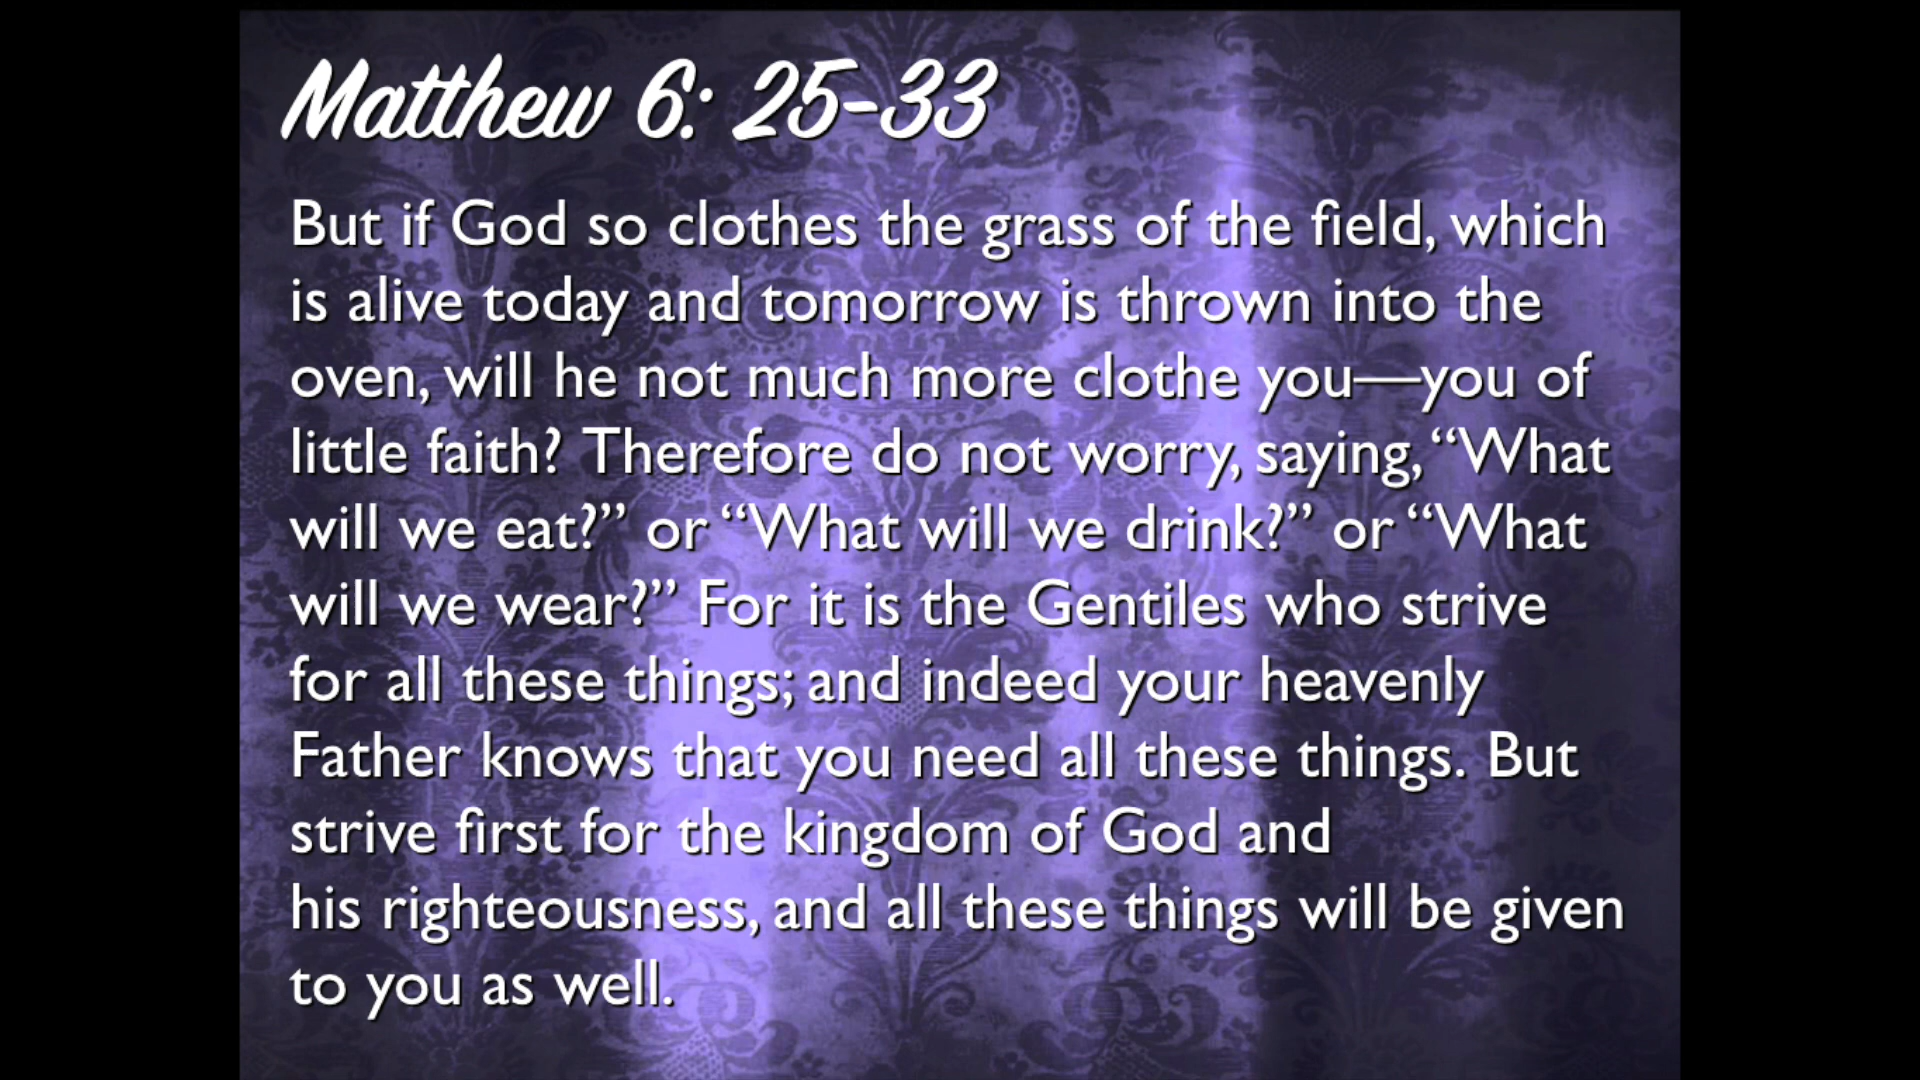 Matthew 6: 25-33
But if God so clothes the grass of the field, which
is alive today and tomorrow is thrown into the
oven, will he not much more clothe you—you of
little faith? Therefore do not worry, saying, “What
will we eat?” or “What will we drink?” or “What
will we wear?” For it is the Gentiles who strive
for all these things; and indeed your heavenly
Father knows that you need all these things. But
strive first for the kingdom of God and
his righteousness, and all these things will be given
to you as well.